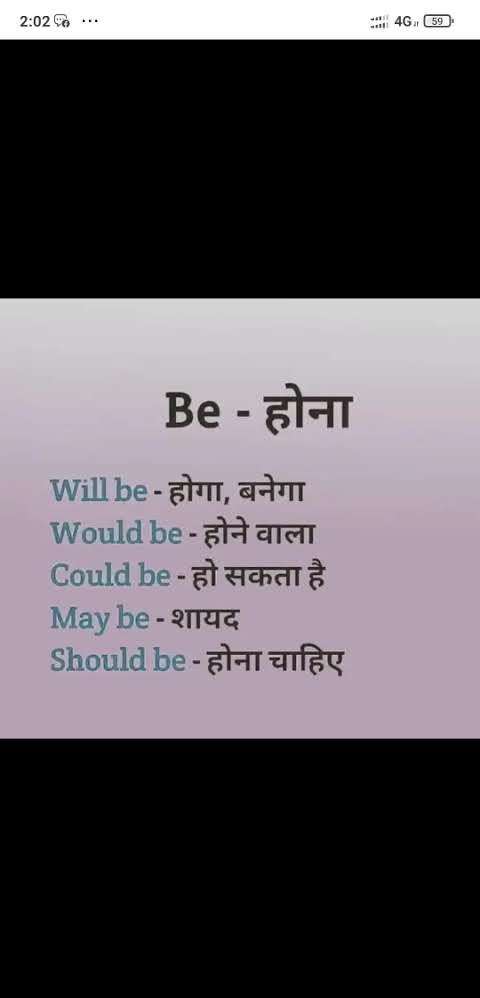 2:02 ...
4G 59
Be - होना
Will be - होगा, बनेगा
Would be - होने वाला
Could be - हो सकता है
May be - शायद
Should be - होना चाहिए